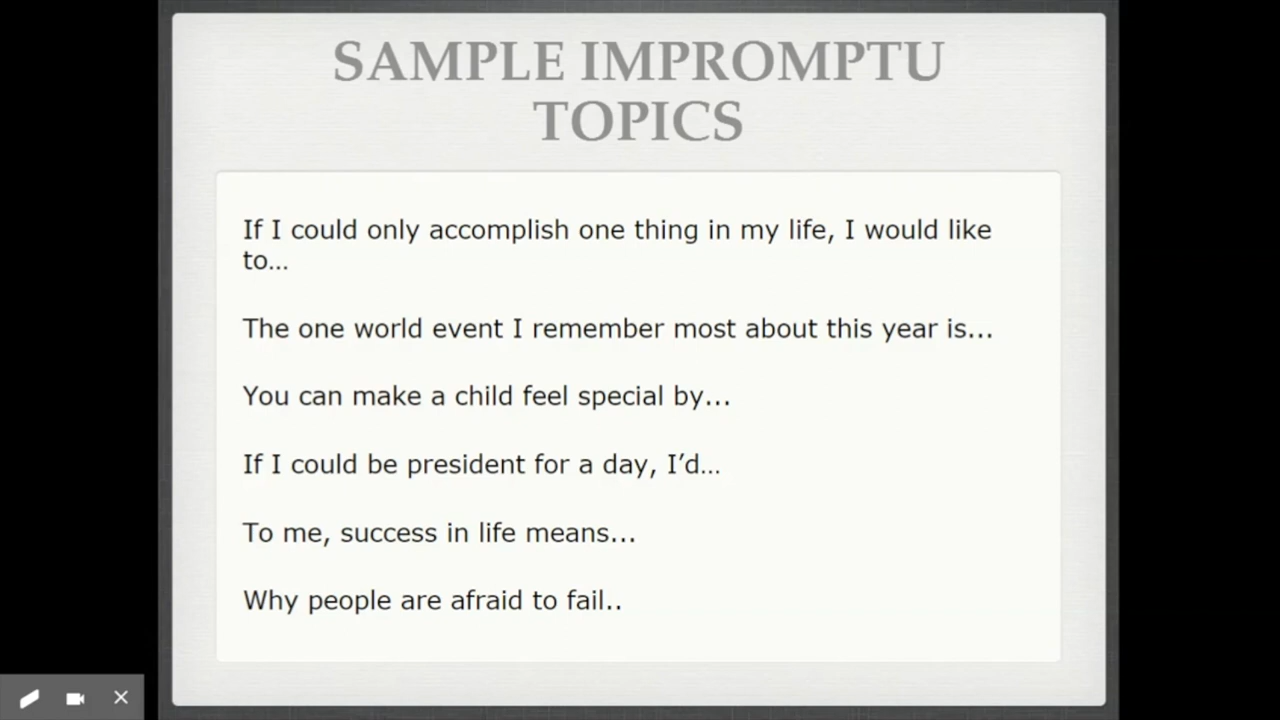 SAMPLE IMPROMPTU
TOPICS
If I could only accomplish one thing in my life, I would like
to…
The one world event I remember most about this year is...
You can make a child feel special by...
If I could be president for a day, I’d…
To me, success in life means...
Why people are afraid to fail..